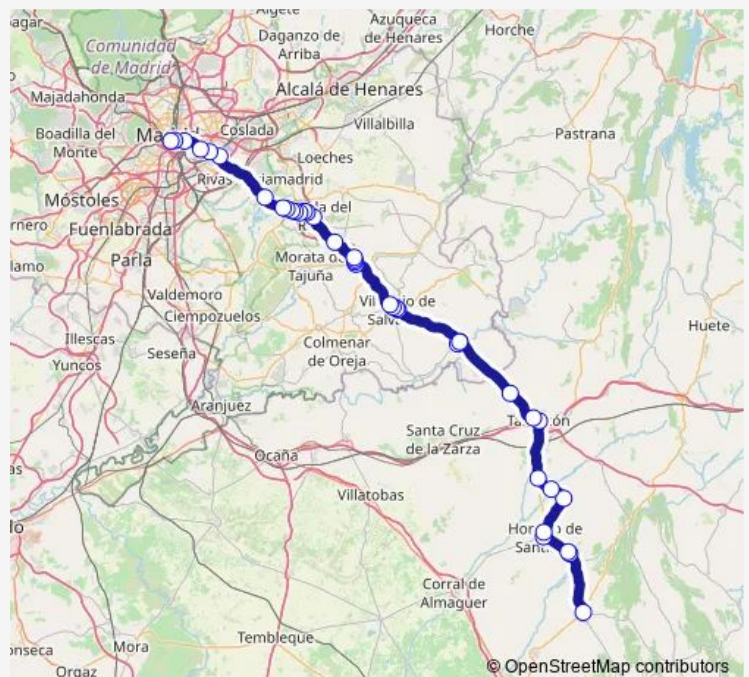 Algete
Azuqueca
de Henares
Horche
Daganzo de
Arriba
Comunidad
de Madrid
Majadahonda
Alcalá de Henares
Boadilla del
Monte
Coslada
Villalbilla
Pastrana
Loeches
Móstoles
Fuenlabrada
Parla
Morata de
Tajuña
Valdemoro
Ciempozuelos
Huete
Illescas
Seseña
Colmenar
de Oreja
Yuncos
Aranjuez
Santa Cruz
de la Zarza
Ocaña
Villatobas
Corral de
Almaguer
Tembleque
Mora
Orgaz
© OpenStreetMap contributors